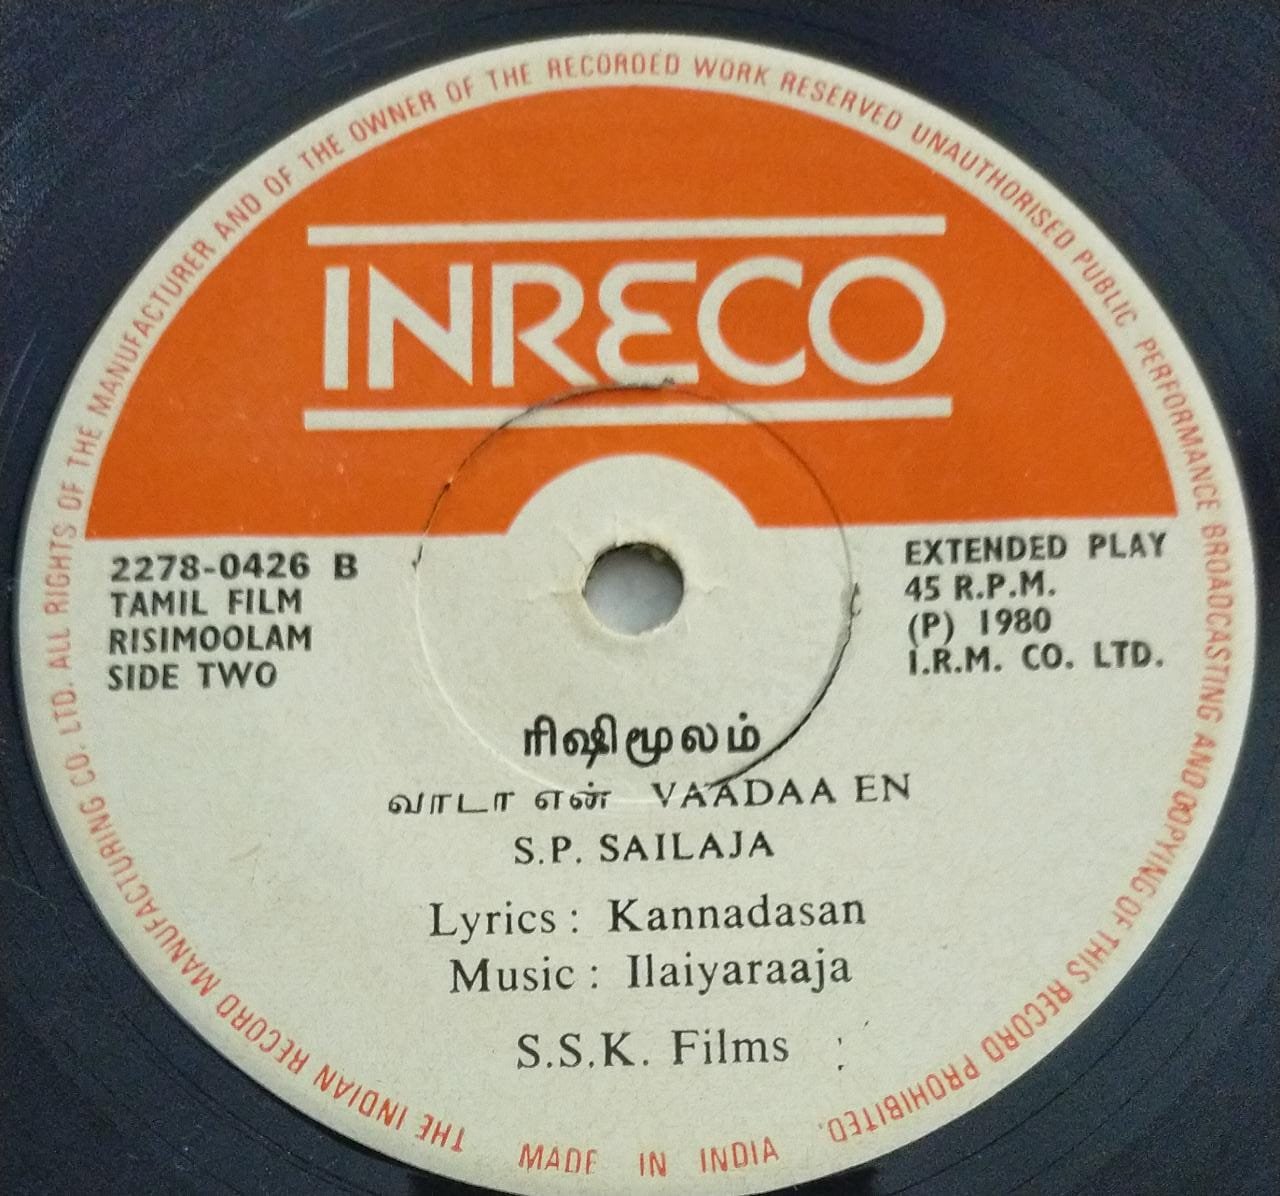 THE INDIAN RECORD MANUFACTURING CO. LTD. ALL RIGHTS OF THE MANUFACTURER AND OF THE OWNER OF THE RECORDED WORK RESERVED UNAUTHORISED PUBLIC PERFORMANCE BROADCASTING AND COPYING OF THIS RECORD PROHIBITED.
INRECO
2278-0426 B
TAMIL FILM
RISIMOOLAM
SIDE TWO
EXTENDED PLAY
45 R.P.M.
(P) 1980
I.R.M. CO. LTD.
ரிஷிமூலம்
வாடா என் VAADAA EN
S.P. SAILAJA
Lyrics : Kannadasan
Music : Ilaiyaraaja
S.S.K. Films :
MADE IN INDIA